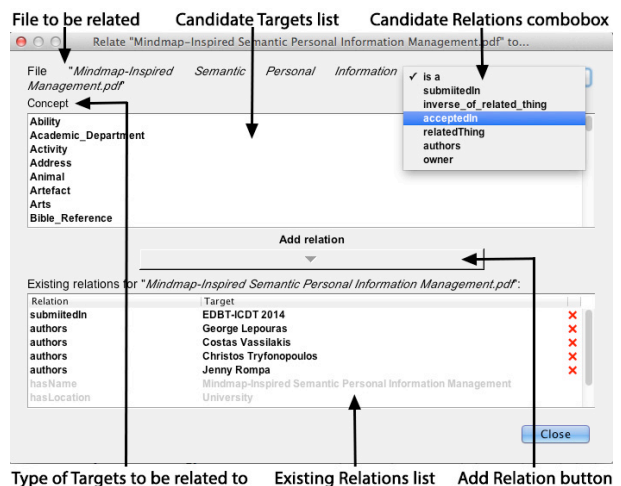 File to be related Candidate Targets list Candidate Relations combobox
Relate "Mindmap-Inspired Semantic Personal Information Management.pdf" to...
File "Mindmap-Inspired Semantic Personal Information
Management.pdf"
✓ is a
submiitedIn
inverse_of_related_thing
acceptedIn
relatedThing
authors
owner
Concept
Ability
Academic_Department
Activity
Address
Animal
Artefact
Arts
Bible_Reference
Add relation
Existing relations for "Mindmap-Inspired Semantic Personal Information Management.pdf":
Relation Target
submiitedIn EDBT-ICDT 2014
authors George Lepouras
authors Costas Vassilakis
authors Christos Tryfonopoulos
authors Jenny Rompa
hasName Mindmap-Inspired Semantic Personal Information Management
hasLocation University
Close
Type of Targets to be related to Existing Relations list Add Relation button